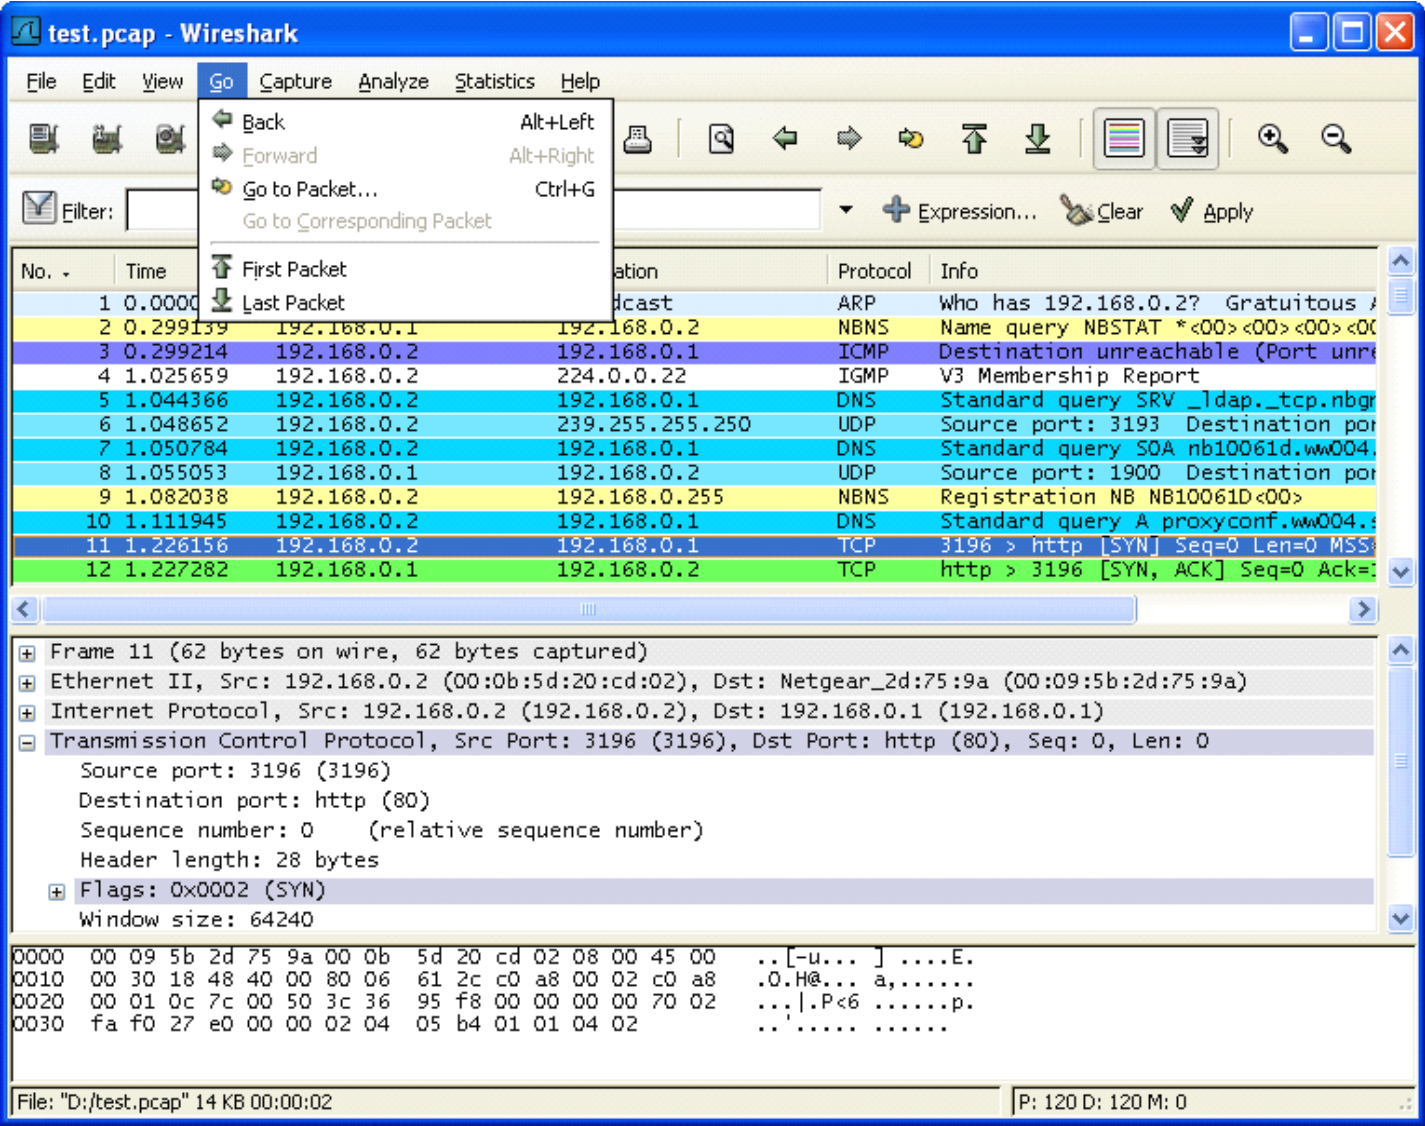 test.pcap - Wireshark
File Edit View Go Capture Analyze Statistics Help
Back Alt+Left
Forward Alt+Right
Go to Packet... Ctrl+G
Go to Corresponding Packet
First Packet
Last Packet
Filter: Expression... Clear Apply
No. Time ation Protocol Info
1 0.0000 dcast ARP Who has 192.168.0.2? Gratuitous
2 0.299139 192.168.0.1 192.168.0.2 NBNS Name query NBSTAT *<00><00><00><00
3 0.299214 192.168.0.2 192.168.0.1 ICMP Destination unreachable (Port unre
4 1.025659 192.168.0.2 224.0.0.22 IGMP V3 Membership Report
5 1.044366 192.168.0.2 192.168.0.1 DNS Standard query SRV _ldap._tcp.nbgm
6 1.048652 192.168.0.2 239.255.255.250 UDP Source port: 3193 Destination por
7 1.050784 192.168.0.2 192.168.0.1 DNS Standard query SOA nb10061d.ww004.
8 1.055053 192.168.0.1 192.168.0.2 UDP Source port: 1900 Destination por
9 1.082038 192.168.0.2 192.168.0.255 NBNS Registration NB NB10061D<00>
10 1.111945 192.168.0.2 192.168.0.1 DNS Standard query A proxyconf.ww004.s
11 1.226156 192.168.0.2 192.168.0.1 TCP 3196 > http [SYN] Seq=0 Len=0 MSS=
12 1.227282 192.168.0.1 192.168.0.2 TCP http > 3196 [SYN, ACK] Seq=0 Ack=1
Frame 11 (62 bytes on wire, 62 bytes captured)
Ethernet II, Src: 192.168.0.2 (00:0b:5d:20:cd:02), Dst: Netgear_2d:75:9a (00:09:5b:2d:75:9a)
Internet Protocol, Src: 192.168.0.2 (192.168.0.2), Dst: 192.168.0.1 (192.168.0.1)
Transmission Control Protocol, Src Port: 3196 (3196), Dst Port: http (80), Seq: 0, Len: 0
Source port: 3196 (3196)
Destination port: http (80)
Sequence number: 0 (relative sequence number)
Header length: 28 bytes
Flags: 0x0002 (SYN)
Window size: 64240
0000 00 09 5b 2d 75 9a 00 0b 5d 20 cd 02 08 00 45 00 ..[-u... ] ....E.
0010 00 30 18 48 40 00 80 06 61 2c c0 a8 00 02 c0 a8 .0.H@... a,......
0020 00 01 0c 7c 00 50 3c 36 95 f8 00 00 00 00 70 02 ...|.P<6 ......p.
0030 fa f0 27 e0 00 00 02 04 05 b4 01 01 04 02 ..'..... ......
File: "D:/test.pcap" 14 KB 00:00:02 P: 120 D: 120 M: 0